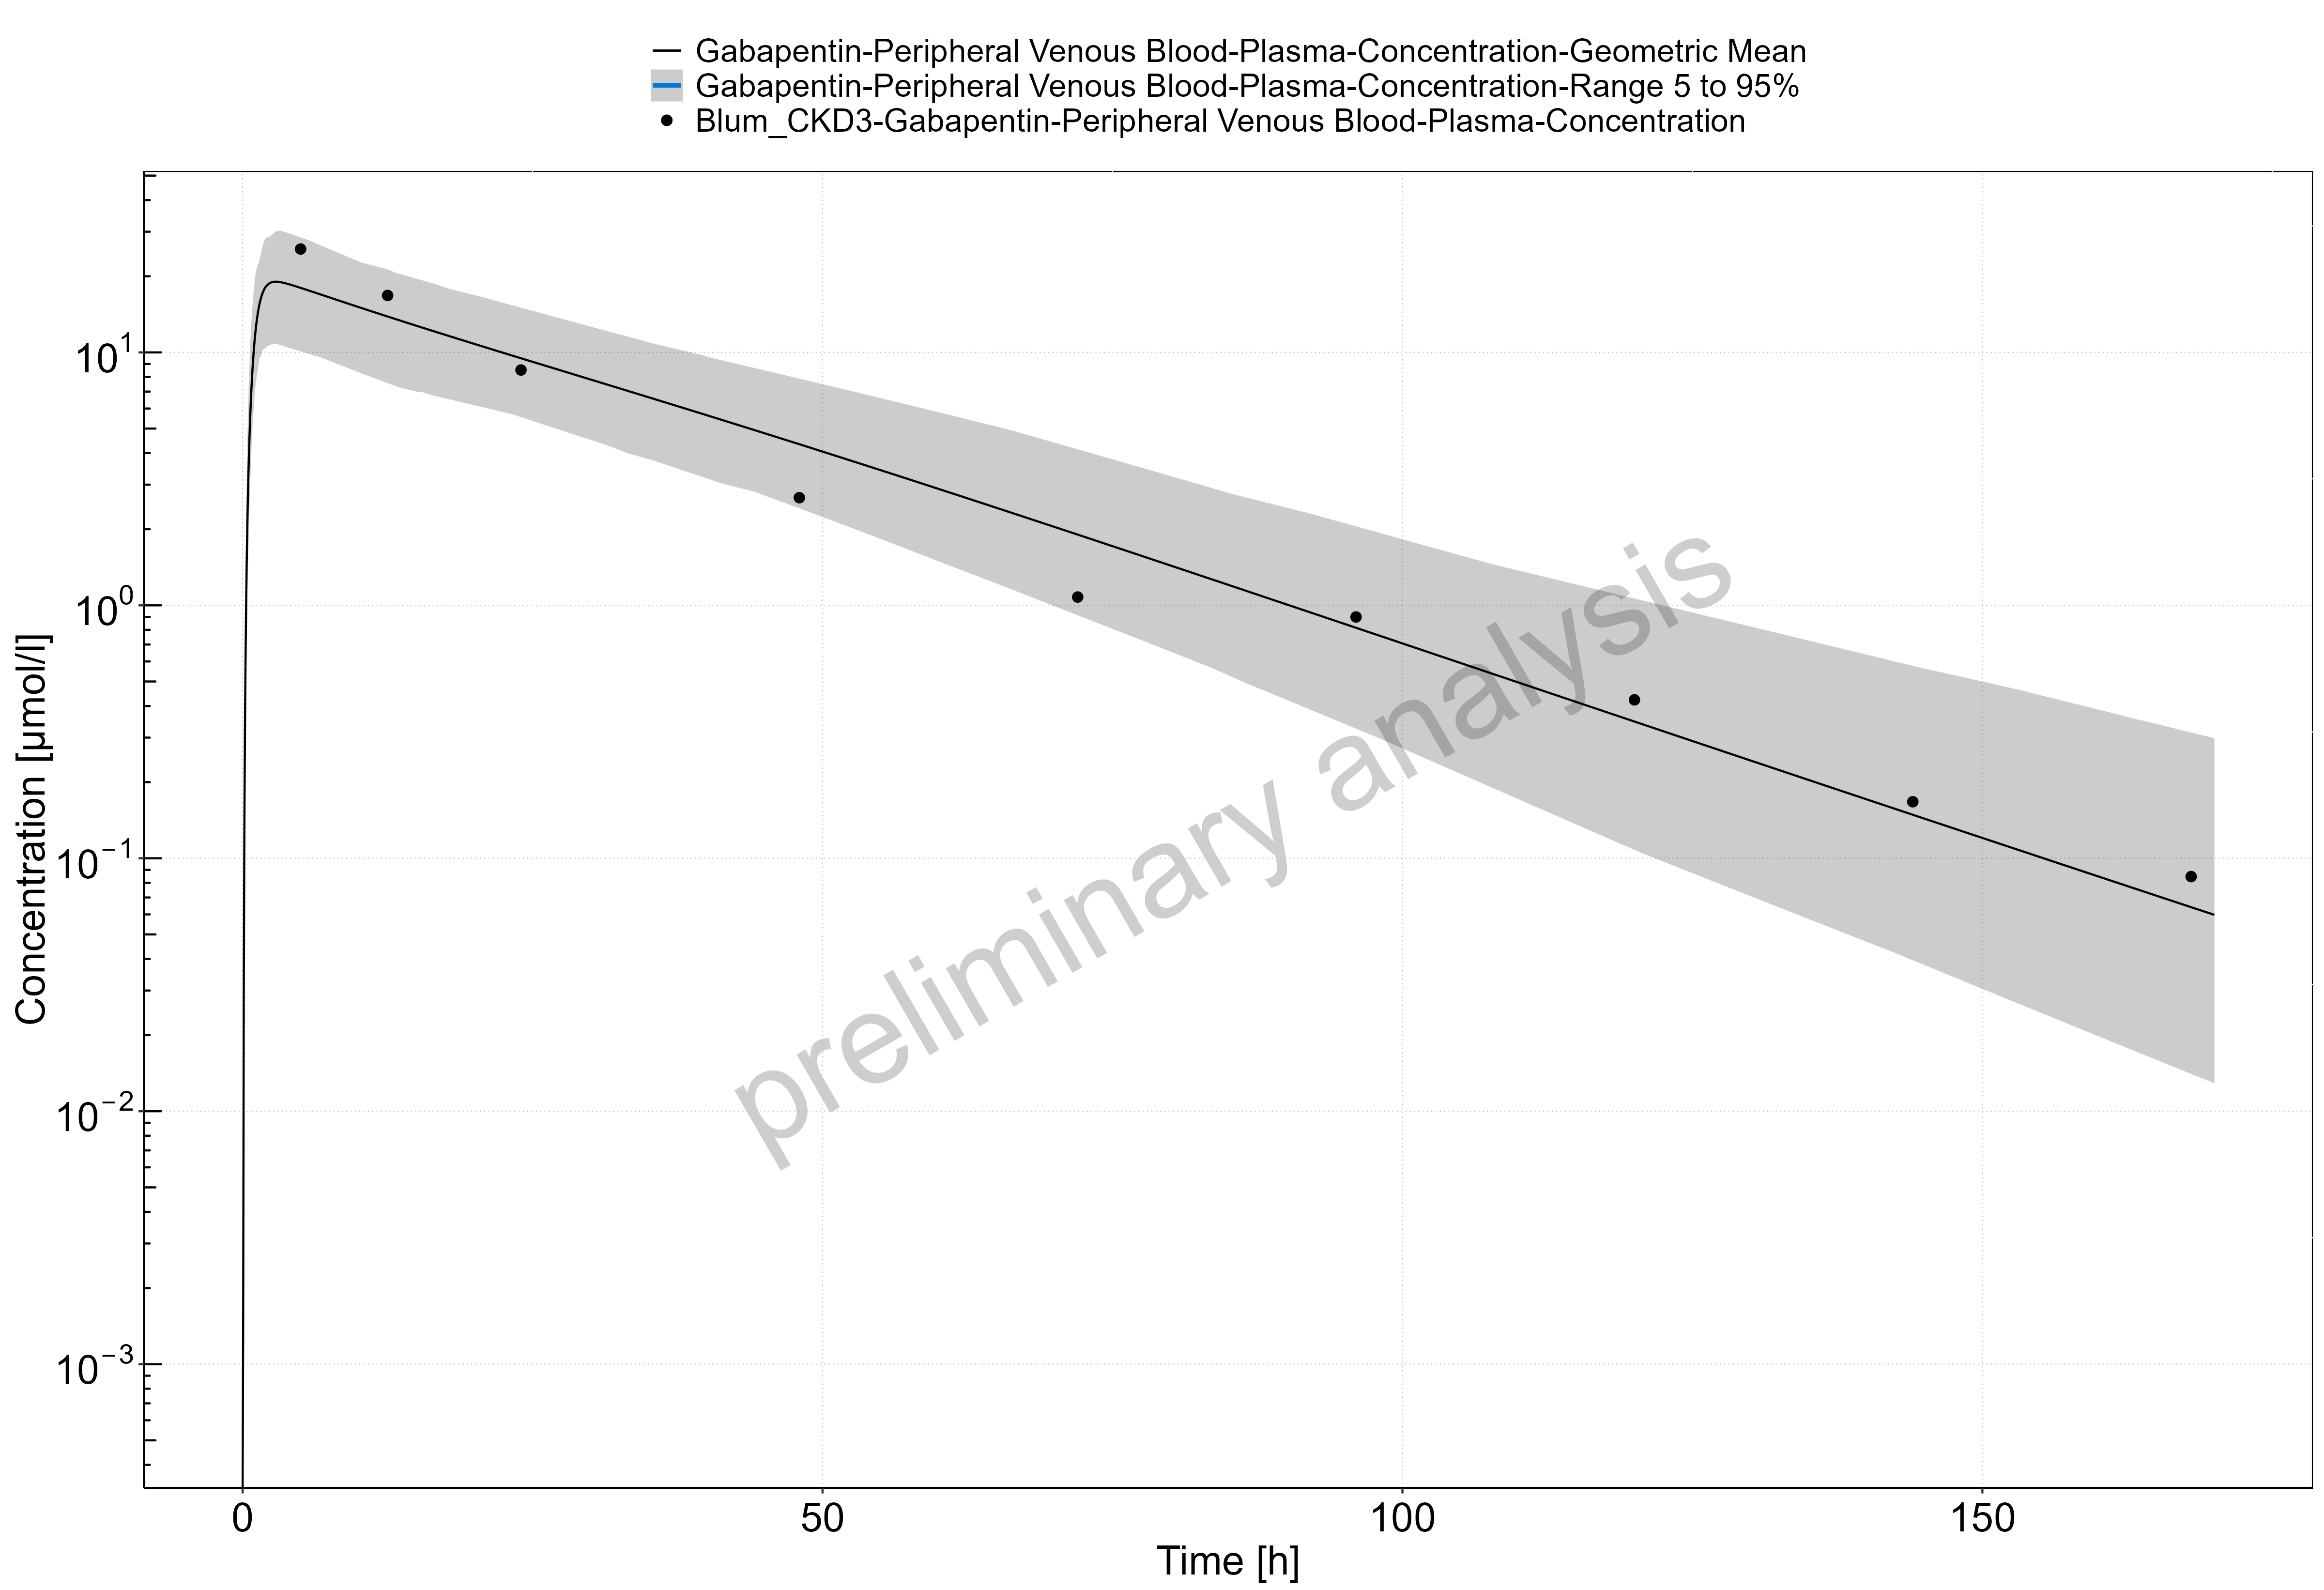 Gabapentin-Peripheral Venous Blood-Plasma-Concentration-Geometric Mean
Gabapentin-Peripheral Venous Blood-Plasma-Concentration-Range 5 to 95%
Blum_CKD3-Gabapentin-Peripheral Venous Blood-Plasma-Concentration
10^1
10^0
10^−1
10^−2
10^−3
Concentration [µmol/l]
preliminary analysis
0 50 100 150
Time [h]